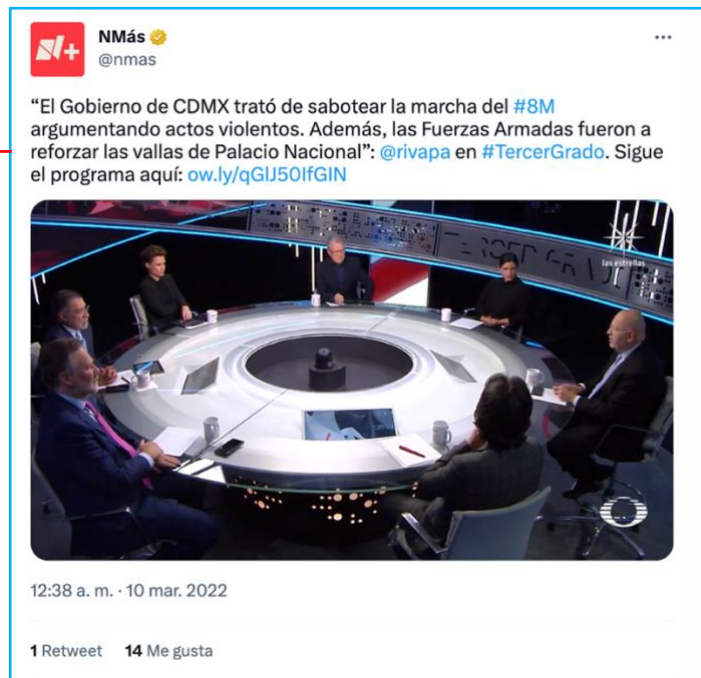 NMás
@nmas
“El Gobierno de CDMX trató de sabotear la marcha del #8M
argumentando actos violentos. Además, las Fuerzas Armadas fueron a
reforzar las vallas de Palacio Nacional”: @rivapa en #TercerGrado. Sigue
el programa aquí: ow.ly/qGlJ50IfGIN
TERCER GRADO
las estrellas
12:38 a. m. · 10 mar. 2022
1 Retweet 14 Me gusta